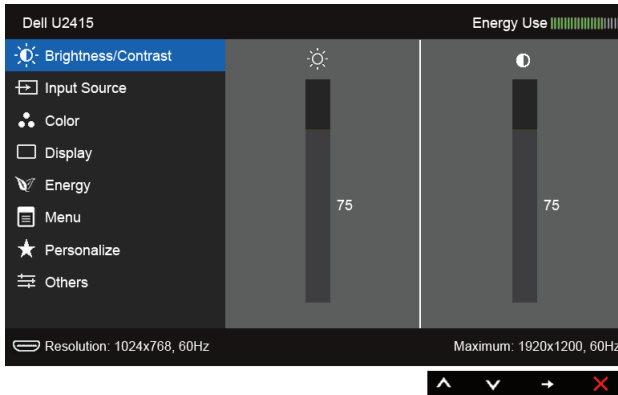 Dell U2415
Energy Use
Brightness/Contrast
Input Source
Color
Display
Energy
Menu
Personalize
Others
75
75
Resolution: 1024x768, 60Hz
Maximum: 1920x1200, 60Hz